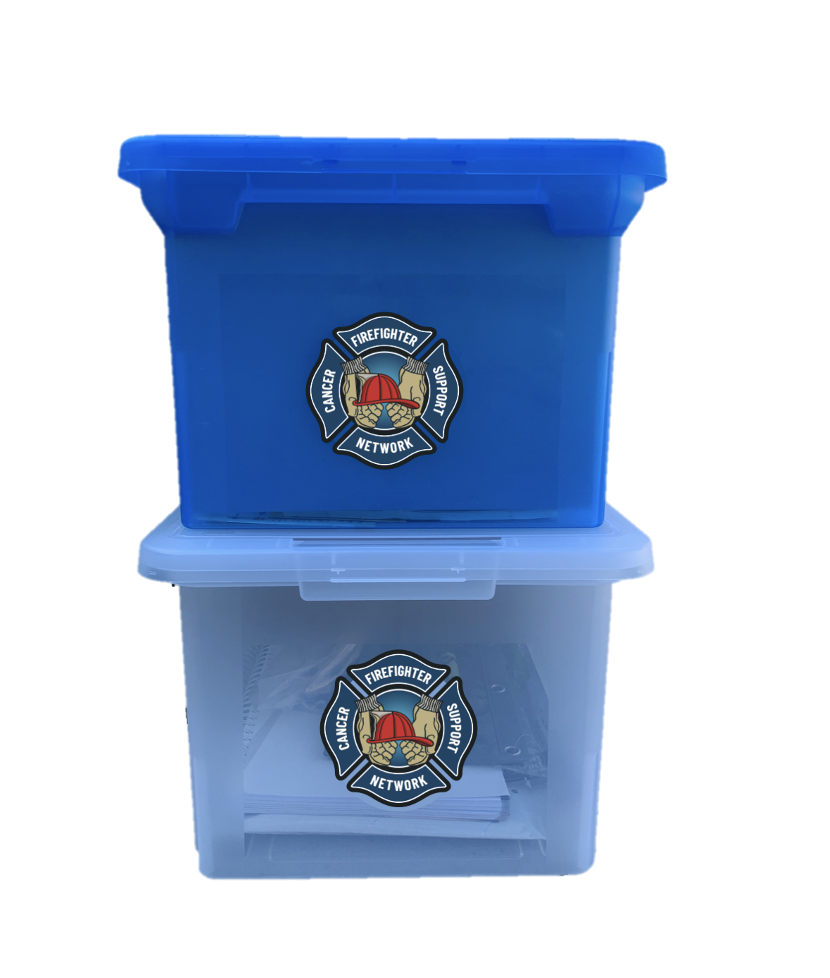 FIREFIGHTER
CANCER
SUPPORT
NETWORK
FIREFIGHTER
CANCER
SUPPORT
NETWORK